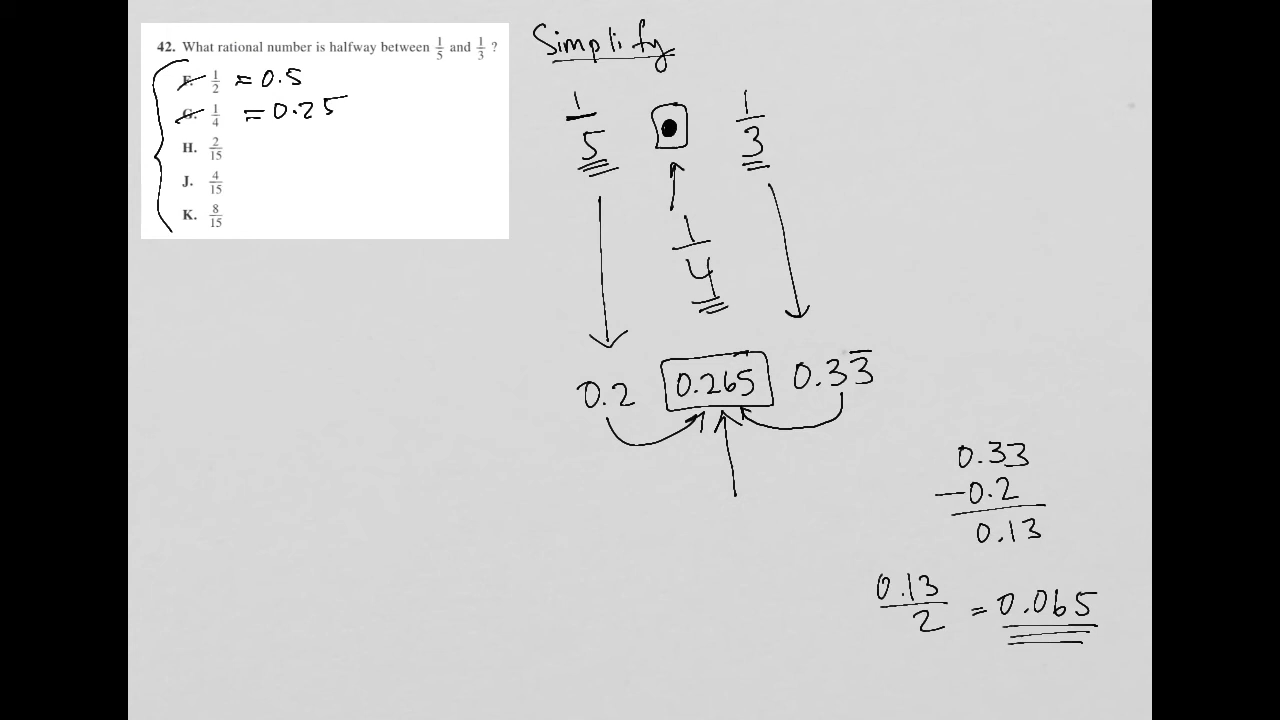 42. What rational number is halfway between 1/5 and 1/3 ?
F. 1/2 = 0.5
G. 1/4 = 0.25
H. 2/15
J. 4/15
K. 8/15
Simplify
1/5 1/3
1/4
0.2 0.265 0.33̅
0.33
-0.2
0.13
0.13/2 = 0.065